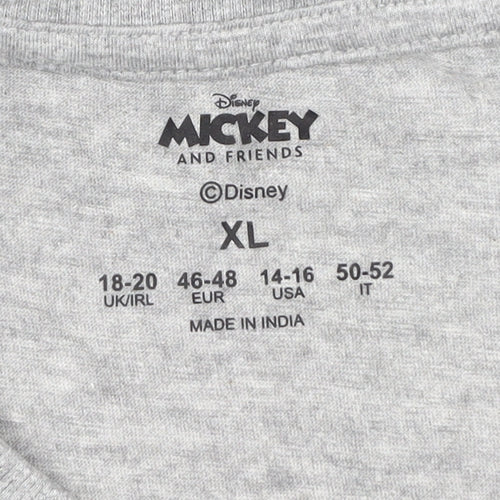 Disney
MICKEY
AND FRIENDS
©Disney
XL
18-20 46-48 14-16 50-52
UK/IRL EUR USA IT
MADE IN INDIA